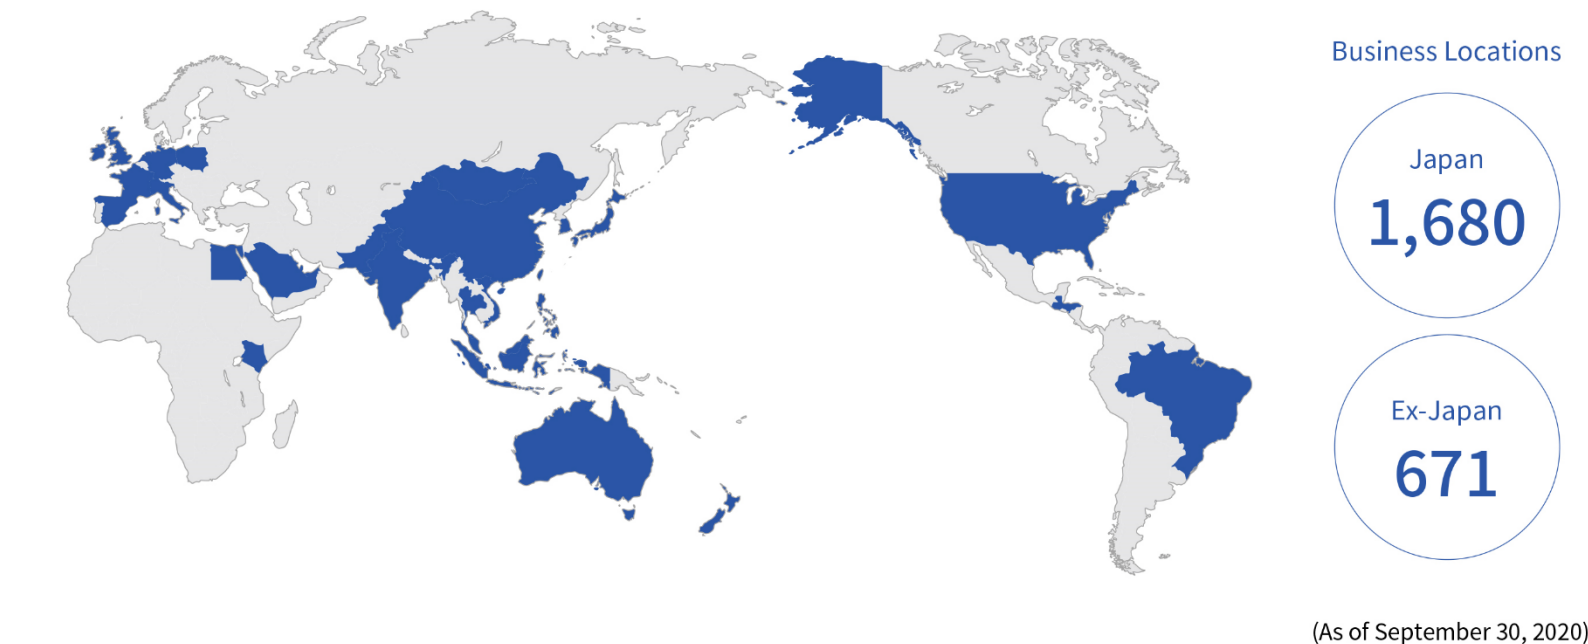 Business Locations
Japan
1,680
Ex-Japan
671
(As of September 30, 2020)